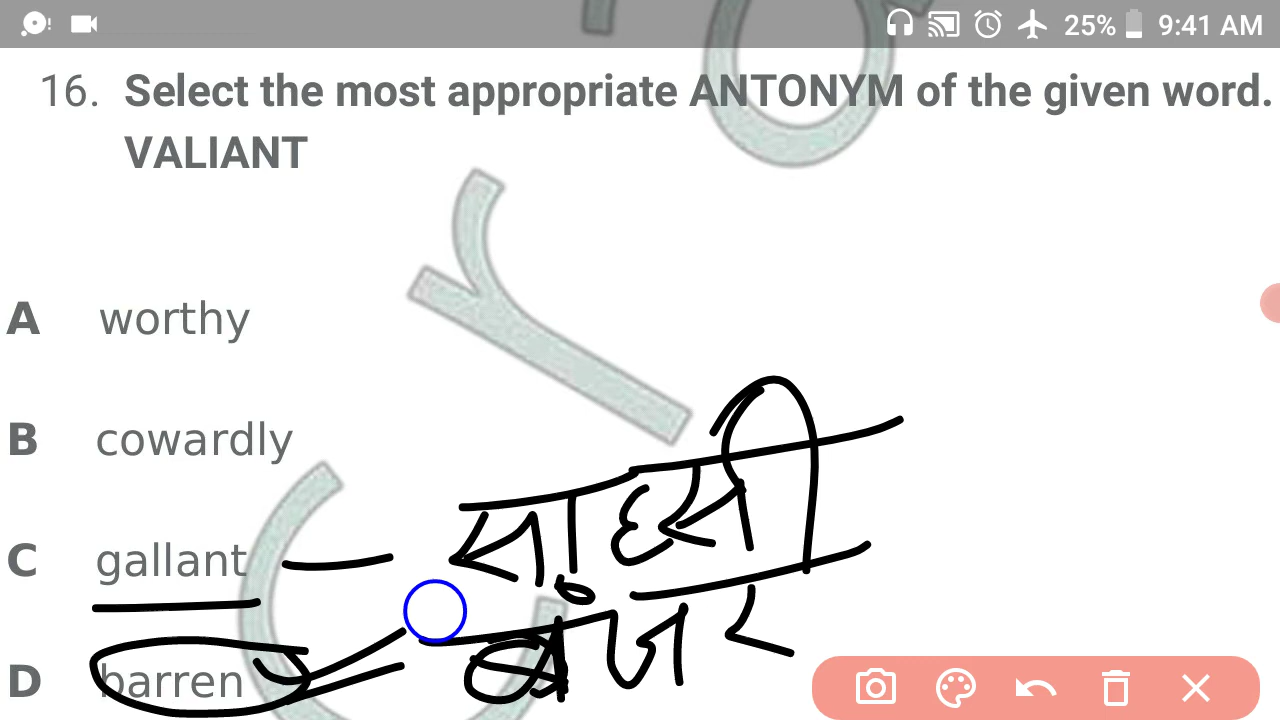 25% 9:41 AM
16. Select the most appropriate ANTONYM of the given word.
VALIANT
A worthy
B cowardly
C gallant – साहसी
D barren बंजर